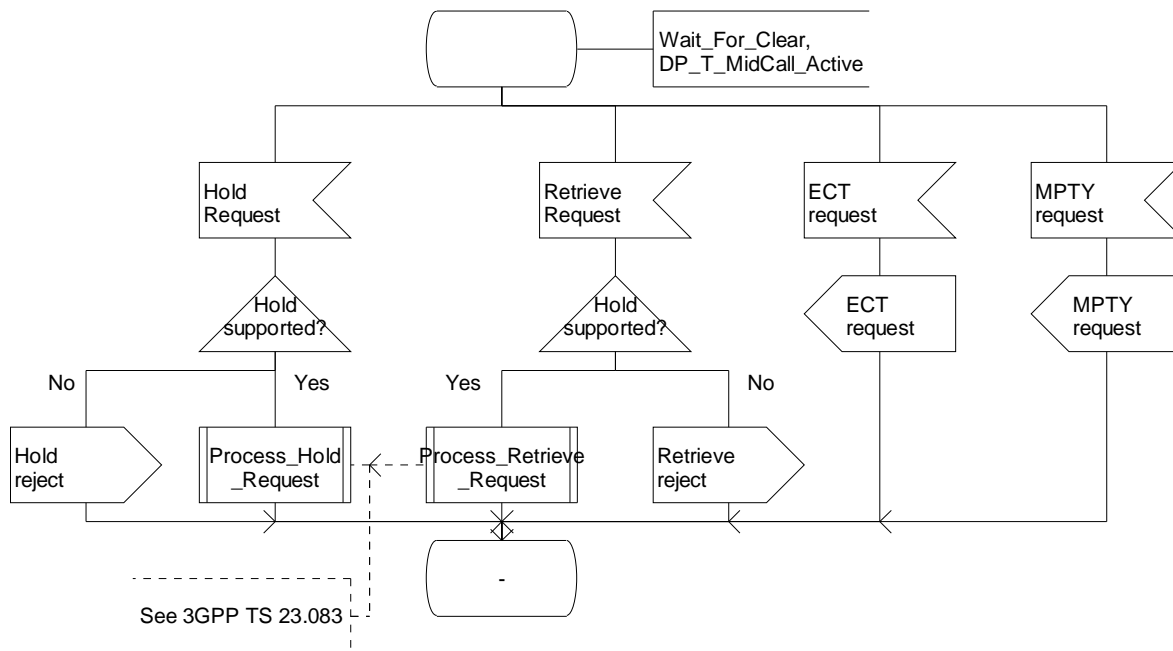 Wait_For_Clear,
DP_T_MidCall_Active
Hold
Request
Retrieve
Request
ECT
request
MPTY
request
Hold
supported?
Hold
supported?
ECT
request
MPTY
request
No
Yes
Yes
No
Hold
reject
Process_Hold
_Request
Process_Retrieve
_Request
Retrieve
reject
-
See 3GPP TS 23.083